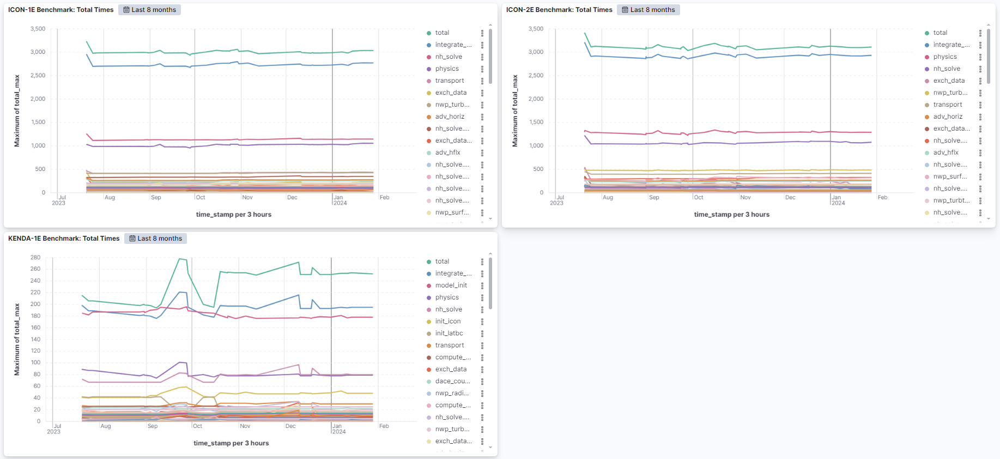 ICON-1E Benchmark: Total Times
Last 8 months
3,500
3,000
2,500
2,000
1,500
1,000
500
0
Maximum of total_max
Jul
2023
Aug
Sep
Oct
Nov
Dec
Jan
2024
Feb
time_stamp per 3 hours
total
integrate_...
nh_solve
physics
transport
exch_data
nwp_turb...
adv_horiz
nh_solve....
exch_data...
adv_hflx
nh_solve....
nh_solve....
nh_solve....
nh_solve....
nwp_surf...
ICON-2E Benchmark: Total Times
Last 8 months
3,500
3,000
2,500
2,000
1,500
1,000
500
0
Maximum of total_max
Jul
2023
Aug
Sep
Oct
Nov
Dec
Jan
2024
Feb
time_stamp per 3 hours
total
integrate_...
physics
nh_solve
exch_data
nwp_turb...
transport
adv_horiz
exch_data...
nh_solve....
adv_hflx
nh_solve....
nwp_surf...
nh_solve....
nwp_turbt...
nh_solve....
KENDA-1E Benchmark: Total Times
Last 8 months
280
260
240
220
200
180
160
140
120
100
80
60
40
20
0
Maximum of total_max
Jul
2023
Aug
Sep
Oct
Nov
Dec
Jan
2024
Feb
time_stamp per 3 hours
total
integrate_...
model_init
physics
nh_solve
init_icon
init_latbc
transport
compute_...
exch_data
dace_cou...
nwp_radi...
compute_...
nh_solve....
nwp_turb...
exch_data...